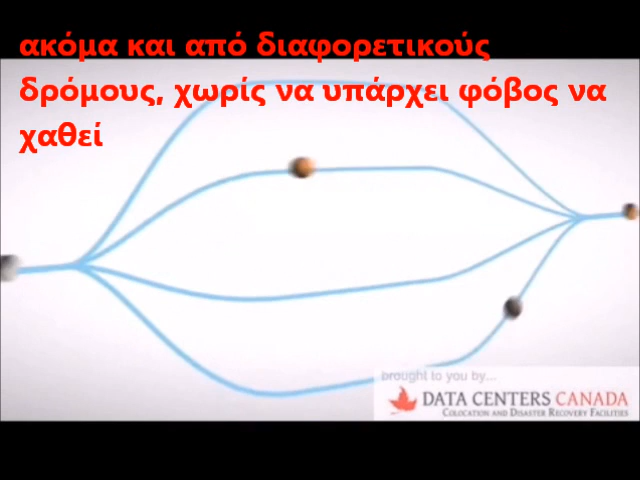 ακόμα και από διαφορετικούς
δρόμους, χωρίς να υπάρχει φόβος να
χαθεί
brought to you by...
DATA CENTERS CANADA
COLOCATION AND DISASTER RECOVERY FACILITIES